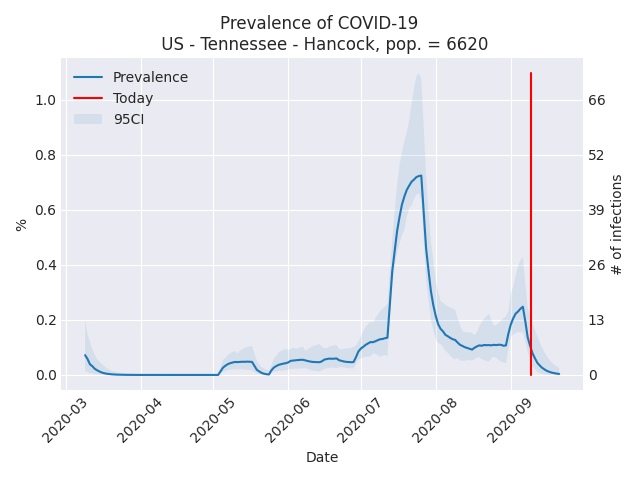 Prevalence of COVID-19
US - Tennessee - Hancock, pop. = 6620
Prevalence
Today
95CI
%
1.0
0.8
0.6
0.4
0.2
0.0
66
52
39
26
13
0
# of infections
2020-03
2020-04
2020-05
2020-06
2020-07
2020-08
2020-09
Date